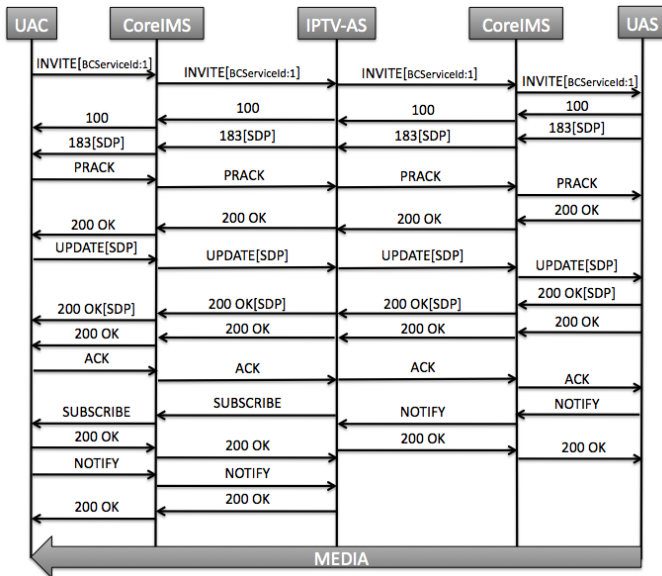 UAC CoreIMS IPTV-AS CoreIMS UAS
INVITE[BCServiceId:1]
INVITE[BCServiceId:1] INVITE[BCServiceId:1]
INVITE[BCServiceId:1]
100 100 100 100
183[SDP] 183[SDP] 183[SDP] 183[SDP]
PRACK PRACK PRACK PRACK
200 OK 200 OK 200 OK 200 OK
UPDATE[SDP] UPDATE[SDP] UPDATE[SDP] UPDATE[SDP]
200 OK[SDP] 200 OK[SDP] 200 OK[SDP] 200 OK[SDP]
200 OK 200 OK 200 OK 200 OK
ACK ACK ACK ACK
SUBSCRIBE SUBSCRIBE NOTIFY NOTIFY
200 OK 200 OK 200 OK 200 OK
NOTIFY NOTIFY
200 OK 200 OK
MEDIA